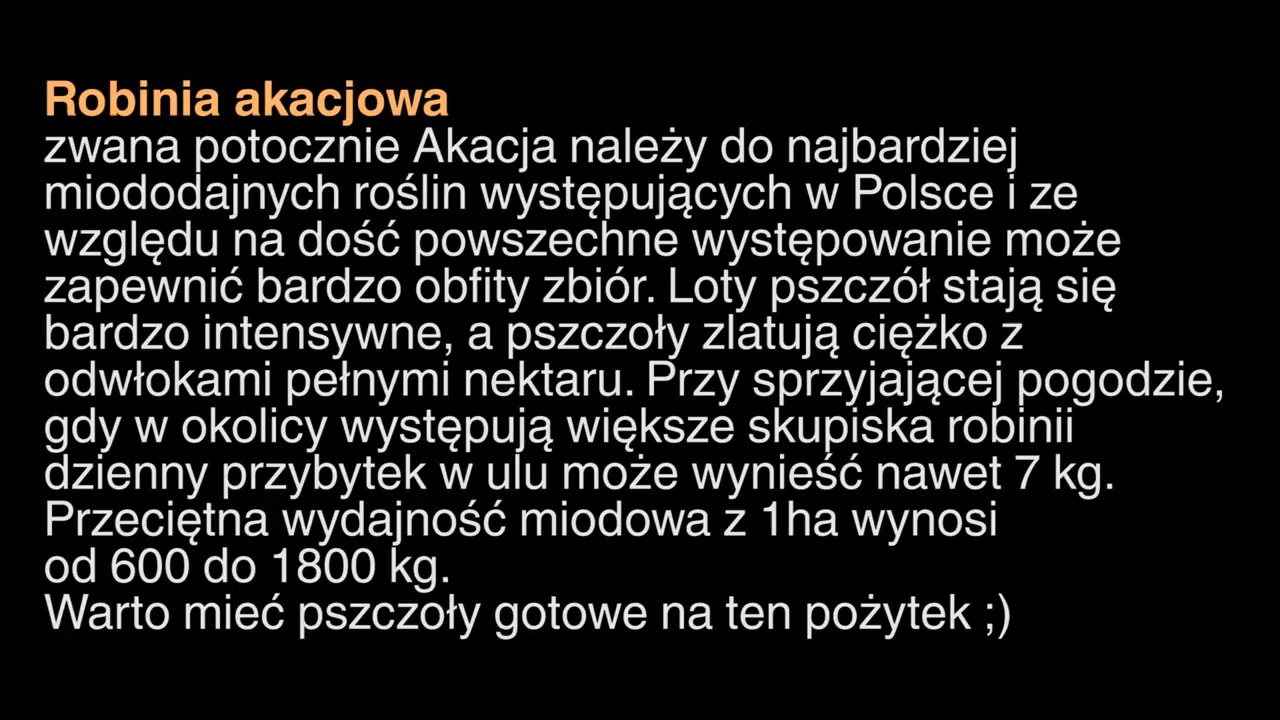 Robinia akacjowa
zwana potocznie Akacja należy do najbardziej
miododajnych roślin występujących w Polsce i ze
względu na dość powszechne występowanie może
zapewnić bardzo obfity zbiór. Loty pszczół stają się
bardzo intensywne, a pszczoły zlatują ciężko z
odwłokami pełnymi nektaru. Przy sprzyjającej pogodzie,
gdy w okolicy występują większe skupiska robinii
dzienny przybytek w ulu może wynieść nawet 7 kg.
Przeciętna wydajność miodowa z 1ha wynosi
od 600 do 1800 kg.
Warto mieć pszczoły gotowe na ten pożytek ;)